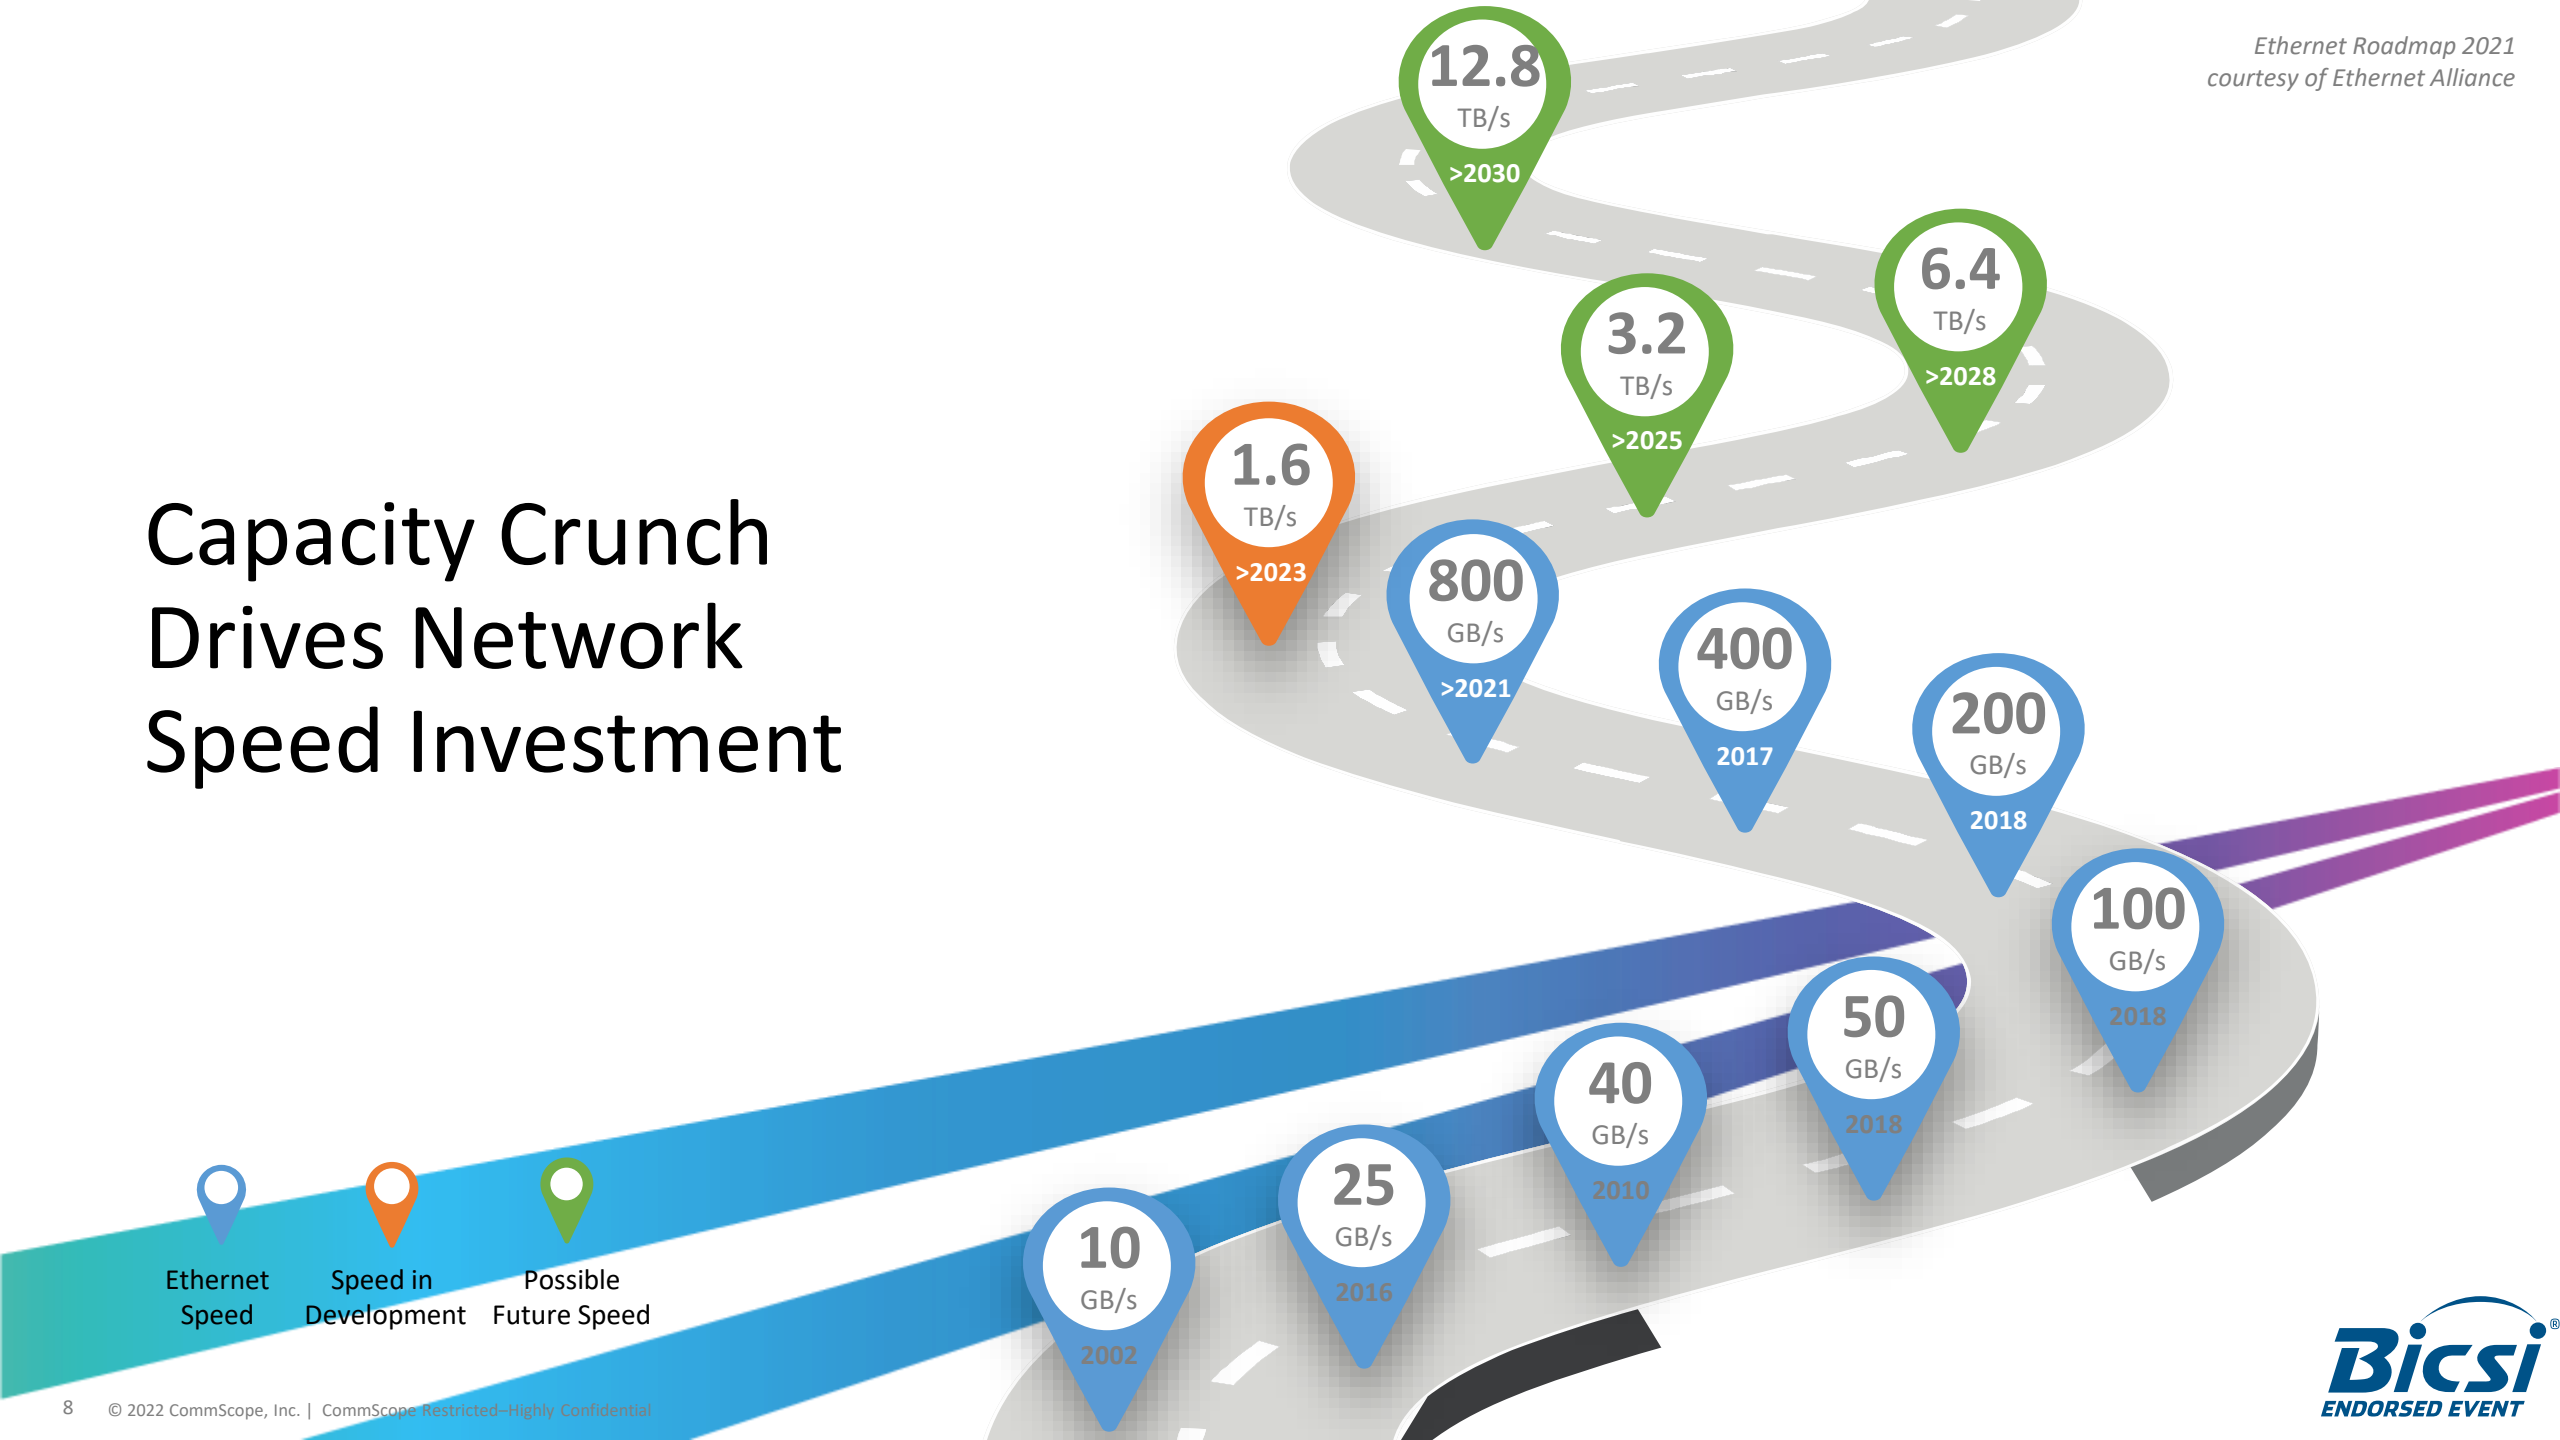 Ethernet Roadmap 2021
courtesy of Ethernet Alliance
12.8
TB/s
>2030
6.4
TB/s
>2028
3.2
TB/s
>2025
1.6
TB/s
>2023
800
GB/s
>2021
400
GB/s
2017
200
GB/s
2018
100
GB/s
2018
50
GB/s
2018
40
GB/s
2010
25
GB/s
2016
10
GB/s
2002
Capacity Crunch
Drives Network
Speed Investment
Ethernet
Speed
Speed in
Development
Possible
Future Speed
8 © 2022 CommScope, Inc. | CommScope Restricted–Highly Confidential
Bicsi®
ENDORSED EVENT